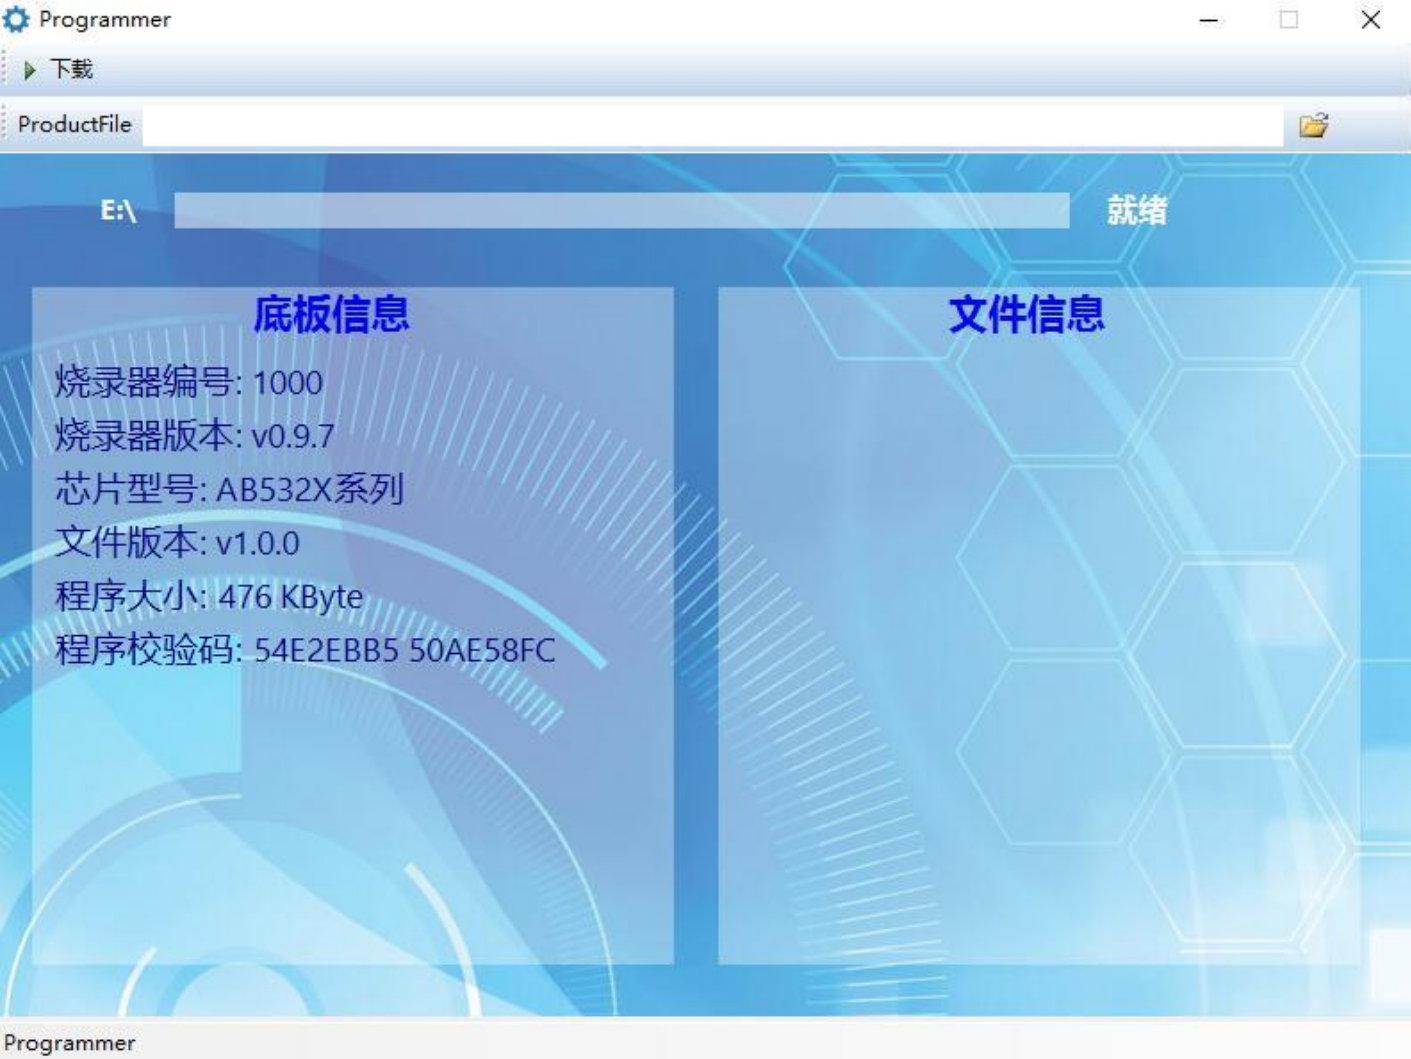 Programmer
下载
ProductFile
E:\ 就绪
底板信息
烧录器编号: 1000
烧录器版本: v0.9.7
芯片型号: AB532X系列
文件版本: v1.0.0
程序大小: 476 KByte
程序校验码: 54E2EBB5 50AE58FC
文件信息
Programmer